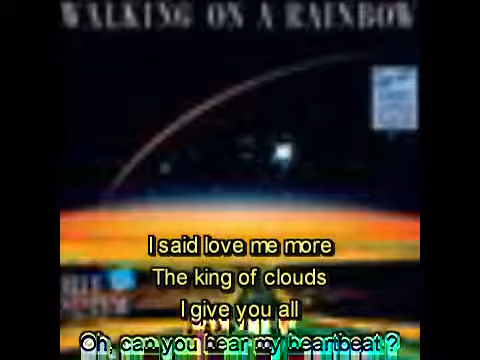 WALKING ON A RAINBOW
I said love me more
The king of clouds
I give you all
Oh, can you hear my heartbeat ?